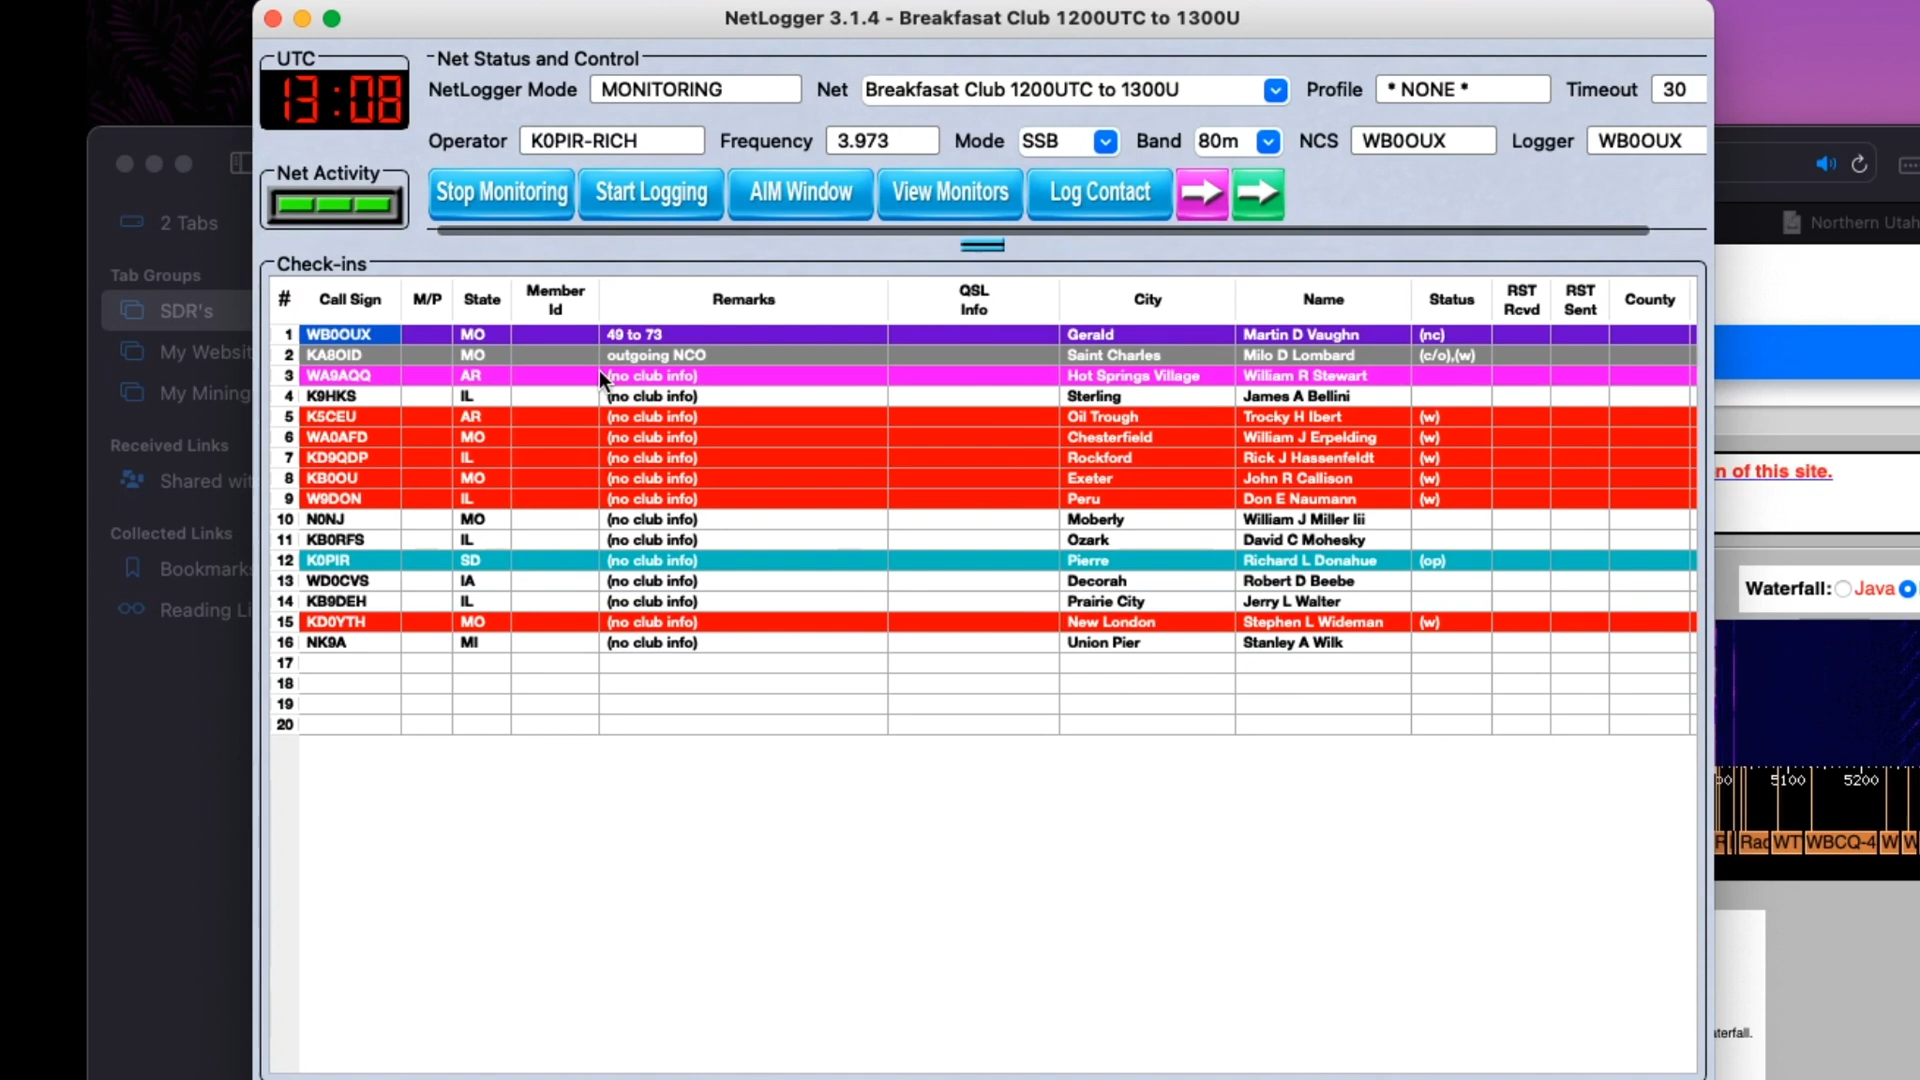 NetLogger 3.1.4 - Breakfasat Club 1200UTC to 1300U
UTC
13:08
Net Status and Control
NetLogger Mode MONITORING Net Breakfasat Club 1200UTC to 1300U Profile * NONE * Timeout 30
Operator K0PIR-RICH Frequency 3.973 Mode SSB Band 80m NCS WB0OUX Logger WB0OUX
Net Activity
Stop Monitoring Start Logging AIM Window View Monitors Log Contact
Check-ins
# Call Sign M/P State Member Id Remarks QSL Info City Name Status RST Rcvd RST Sent County
1 WB0OUX MO 49 to 73 Gerald Martin D Vaughn (nc)
2 KA8OID MO outgoing NCO Saint Charles Milo D Lombard (c/o),(w)
3 WA9AQQ AR (no club info) Hot Springs Village William R Stewart
4 K9HKS IL (no club info) Sterling James A Bellini
5 K5CEU AR (no club info) Oil Trough Trocky H Ibert (w)
6 WA0AFD MO (no club info) Chesterfield William J Erpelding (w)
7 KD9QDP IL (no club info) Rockford Rick J Hassenfeldt (w)
8 KB0OU MO (no club info) Exeter John R Callison (w)
9 W9DON IL (no club info) Peru Don E Naumann (w)
10 N0NJ MO (no club info) Moberly William J Miller Iii
11 KB0RFS IL (no club info) Ozark David C Mohesky
12 K0PIR SD (no club info) Pierre Richard L Donahue (op)
13 WD0CVS IA (no club info) Decorah Robert D Beebe
14 KB9DEH IL (no club info) Prairie City Jerry L Walter
15 KD0YTH MO (no club info) New London Stephen L Wideman (w)
16 NK9A MI (no club info) Union Pier Stanley A Wilk
17
18
19
20
2 Tabs
Tab Groups
SDR's
My Websit
My Mining
Received Links
Shared wit
Collected Links
Bookmarks
Reading Li
Northern Utah
n of this site.
Waterfall: Java
5100 5200
Rad WT WBCQ-4 W W
aterfall.